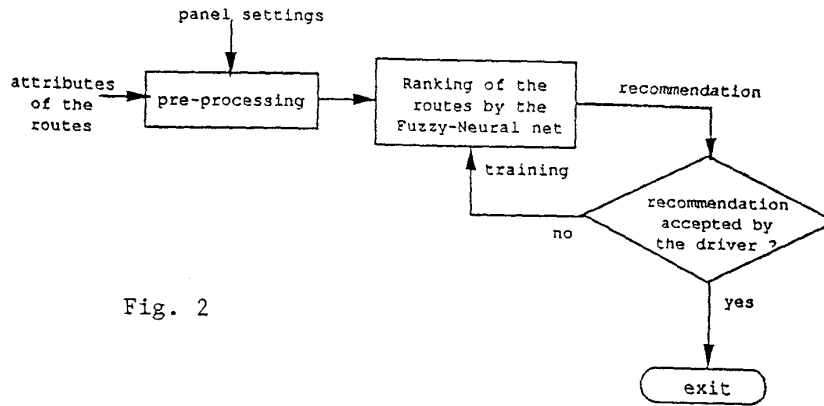 panel settings
attributes
of the
routes
pre-processing
Ranking of the
routes by the
Fuzzy-Neural net
recommendation
training
recommendation
accepted by
the driver ?
no
yes
exit
Fig. 2